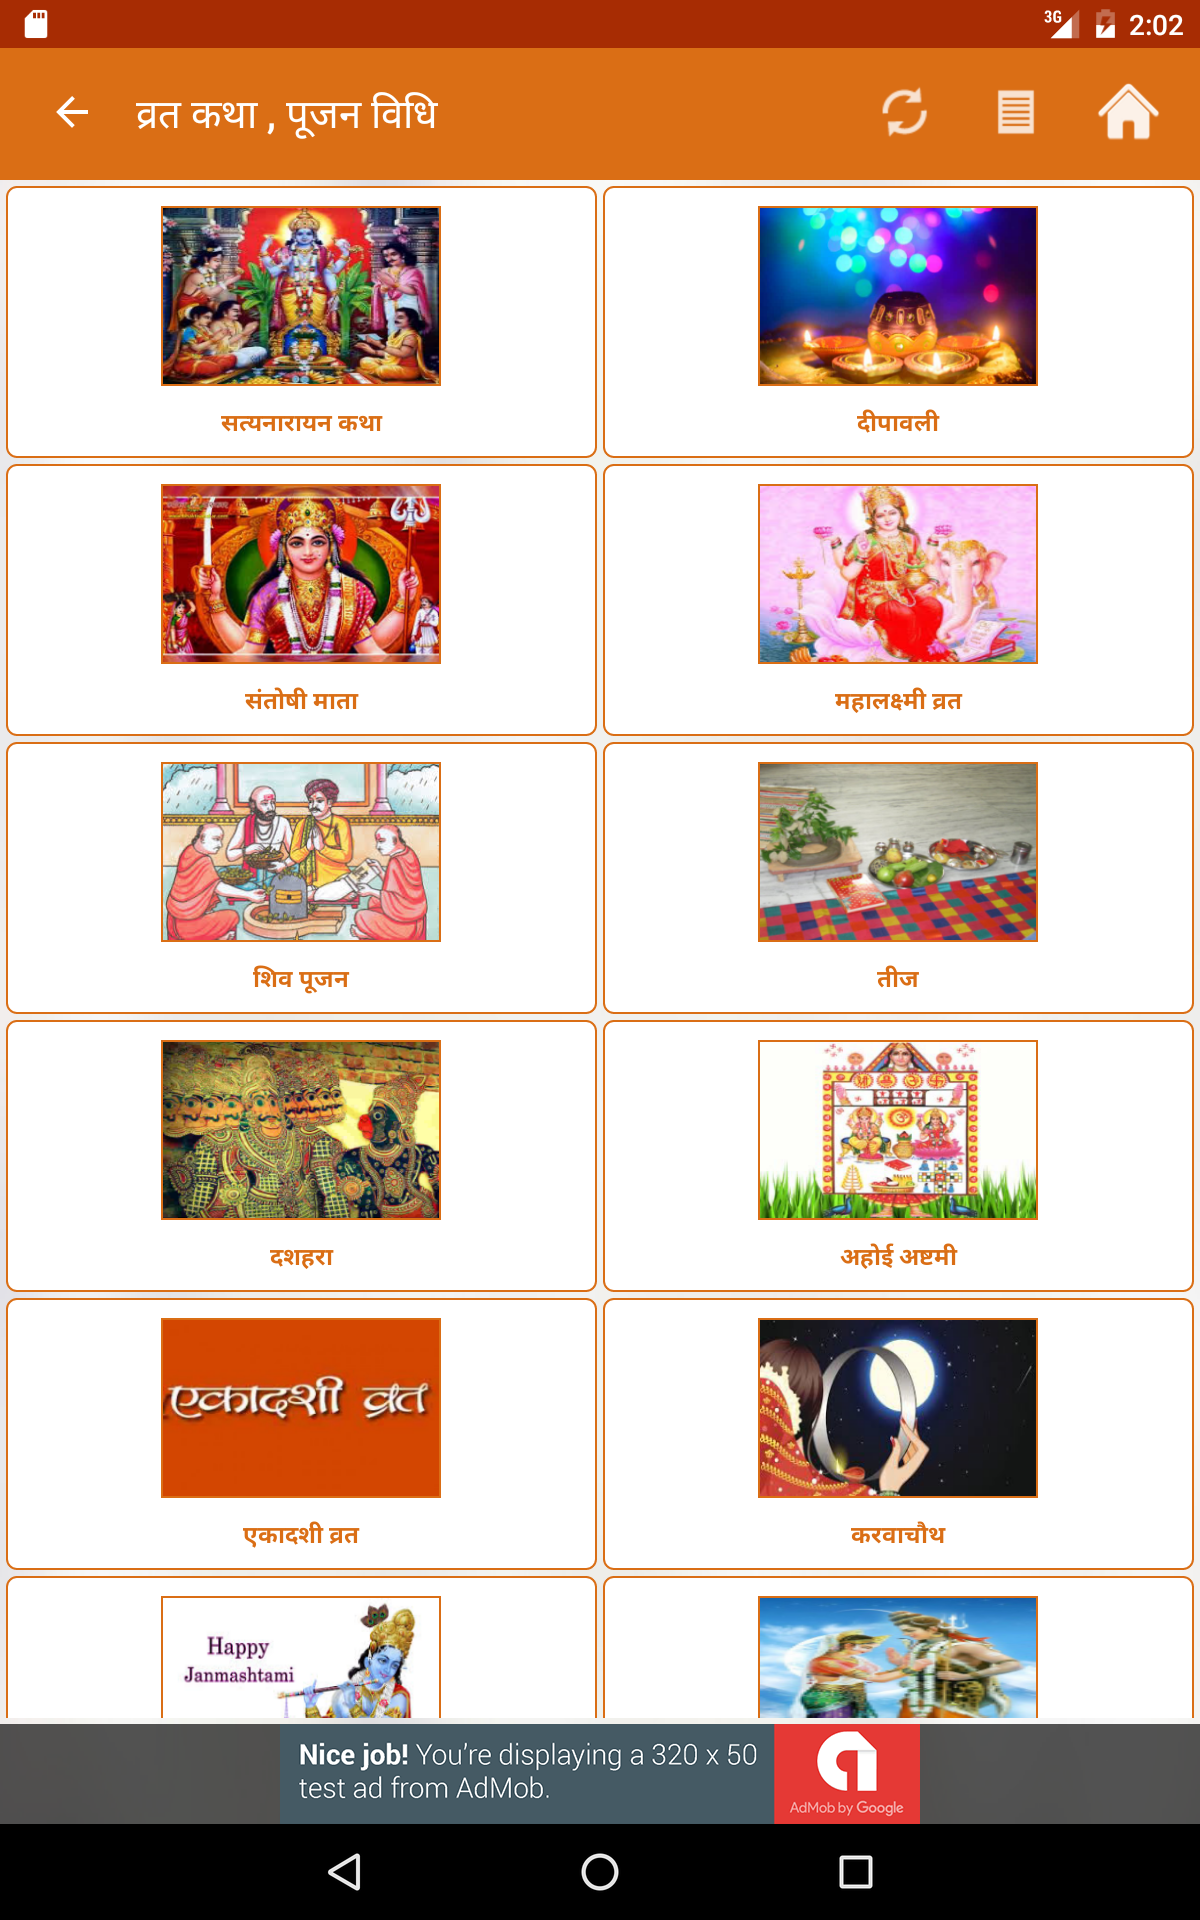 3G
2:02
व्रत कथा , पूजन विधि
सत्यनारायन कथा
दीपावली
संतोषी माता
महालक्ष्मी व्रत
शिव पूजन
तीज
दशहरा
अहोई अष्टमी
एकादशी व्रत
एकादशी व्रत
करवाचौथ
Happy
Janmashtami
Nice job! You're displaying a 320 x 50
test ad from AdMob.
AdMob by Google